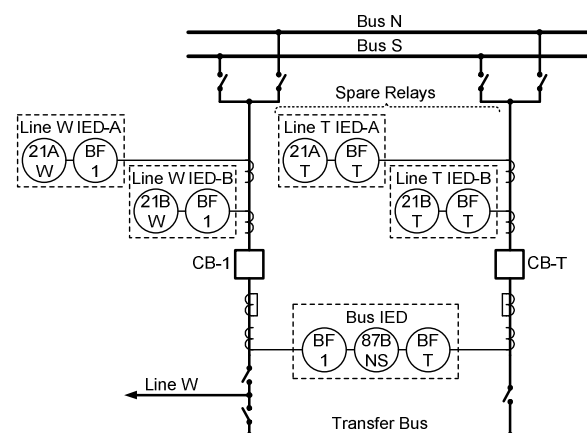 Bus N
Bus S
Spare Relays
Line W IED-A
21A
W
BF
1
Line T IED-A
21A
T
BF
T
Line W IED-B
21B
W
BF
1
Line T IED-B
21B
T
BF
T
CB-1
CB-T
Bus IED
BF
1
87B
NS
BF
T
Line W
Transfer Bus